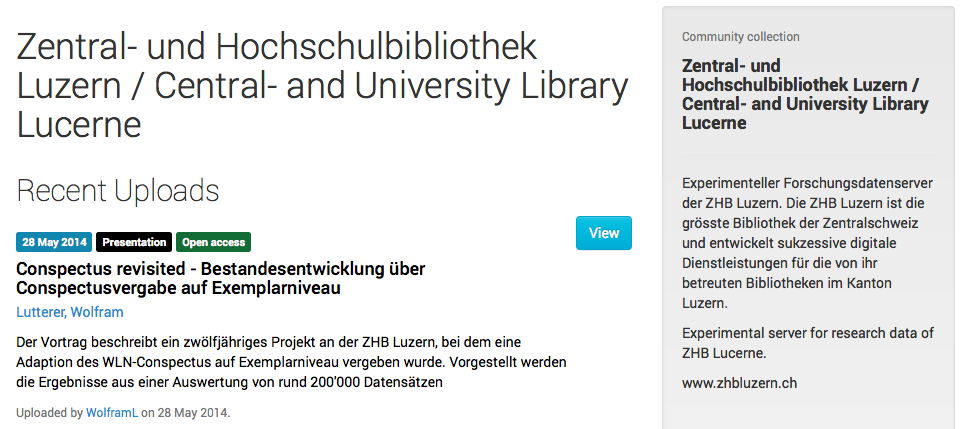 Zentral- und Hochschulbibliothek
Luzern / Central- and University Library
Lucerne
Recent Uploads
28 May 2014 Presentation Open access
View
Conspectus revisited - Bestandesentwicklung über
Conspectusvergabe auf Exemplarniveau
Lutterer, Wolfram
Der Vortrag beschreibt ein zwölfjähriges Projekt an der ZHB Luzern, bei dem eine
Adaption des WLN-Conspectus auf Exemplarniveau vergeben wurde. Vorgestellt werden
die Ergebnisse aus einer Auswertung von rund 200'000 Datensätzen
Uploaded by WolframL on 28 May 2014.
Community collection
Zentral- und
Hochschulbibliothek Luzern /
Central- and University Library
Lucerne
Experimenteller Forschungsdatenserver
der ZHB Luzern. Die ZHB Luzern ist die
grösste Bibliothek der Zentralschweiz
und entwickelt sukzessive digitale
Dienstleistungen für die von ihr
betreuten Bibliotheken im Kanton
Luzern.
Experimental server for research data of
ZHB Lucerne.
www.zhbluzern.ch